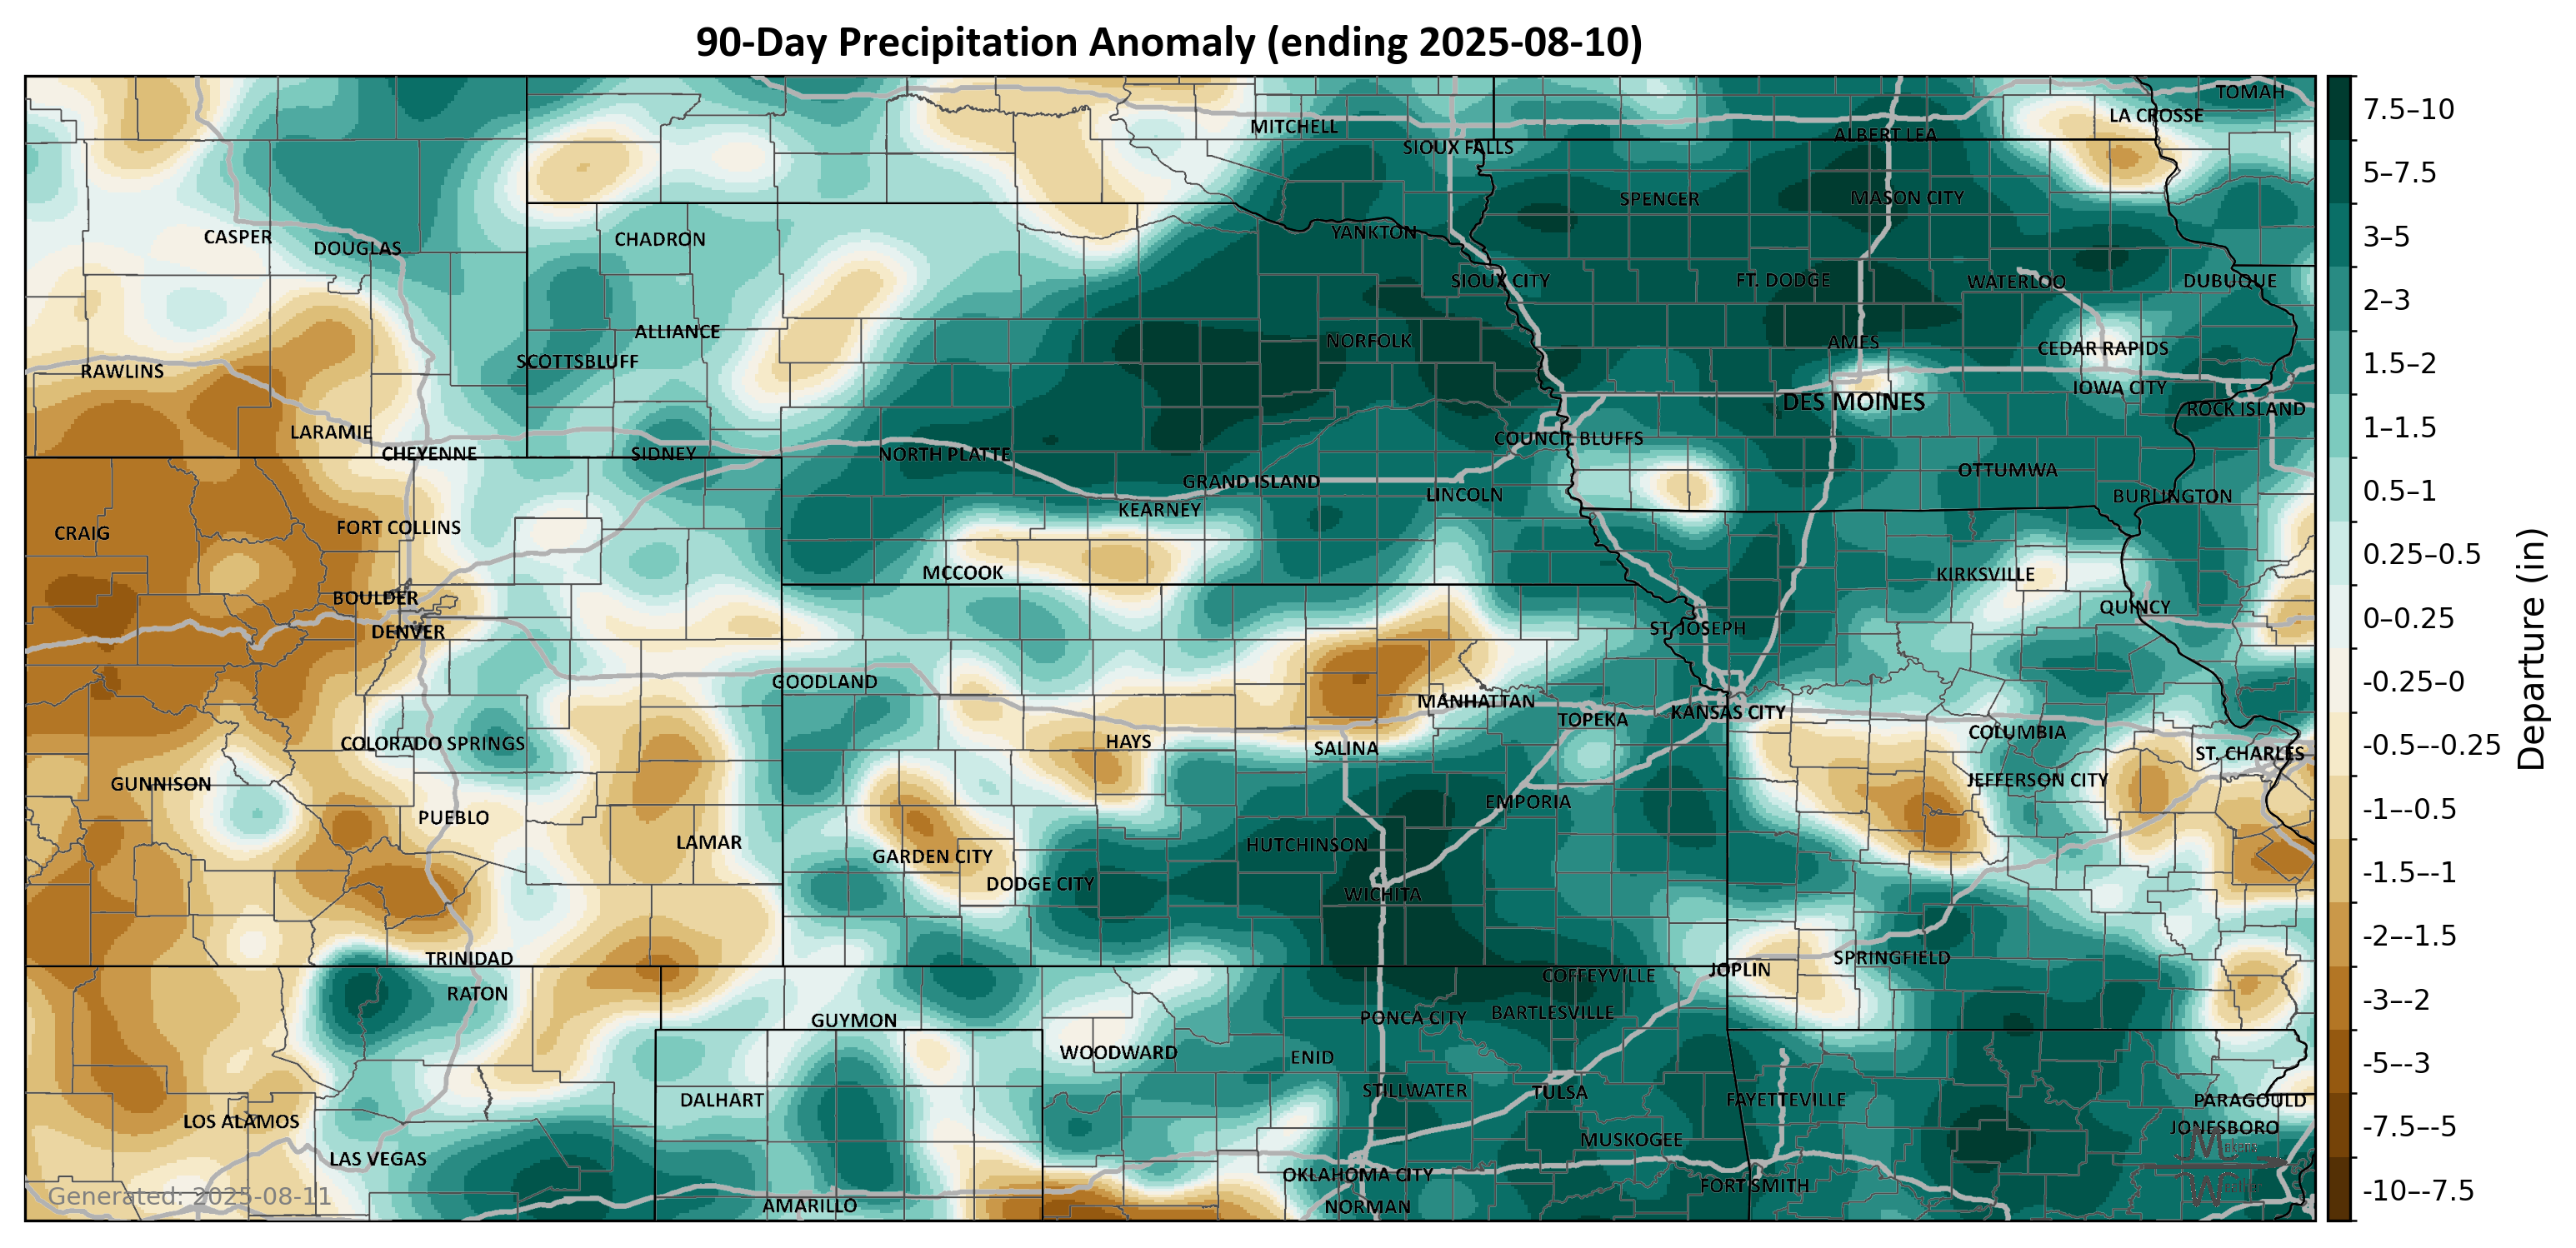 90-Day Precipitation Anomaly (ending 2025-08-10)
TOMAH
LA CROSSE
MITCHELL
ALBERT LEA
SIOUX FALLS
SPENCER
MASON CITY
YANKTON
CASPER
DOUGLAS
CHADRON
SIOUX CITY
FT. DODGE
WATERLOO
DUBUQUE
ALLIANCE
NORFOLK
AMES
CEDAR RAPIDS
SCOTTSBLUFF
RAWLINS
IOWA CITY
DES MOINES
ROCK ISLAND
LARAMIE
COUNCIL BLUFFS
CHEYENNE
SIDNEY
NORTH PLATTE
OTTUMWA
GRAND ISLAND
LINCOLN
BURLINGTON
KEARNEY
CRAIG
FORT COLLINS
MCCOOK
KIRKSVILLE
BOULDER
QUINCY
DENVER
ST. JOSEPH
GOODLAND
MANHATTAN
KANSAS CITY
TOPEKA
COLUMBIA
COLORADO SPRINGS
HAYS
SALINA
ST. CHARLES
GUNNISON
JEFFERSON CITY
EMPORIA
PUEBLO
LAMAR
HUTCHINSON
GARDEN CITY
DODGE CITY
WICHITA
TRINIDAD
SPRINGFIELD
JOPLIN
COFFEYVILLE
RATON
BARTLESVILLE
PONCA CITY
GUYMON
WOODWARD
ENID
STILLWATER
TULSA
DALHART
FAYETTEVILLE
PARAGOULD
LOS ALAMOS
JONESBORO
MUSKOGEE
LAS VEGAS
OKLAHOMA CITY
FORT SMITH
AMARILLO
NORMAN
Generated: 2025-08-11
7.5–10
5–7.5
3–5
2–3
1.5–2
1–1.5
0.5–1
0.25–0.5
0–0.25
-0.25–0
-0.5–-0.25
-1–-0.5
-1.5–-1
-2–-1.5
-3–-2
-5–-3
-7.5–-5
-10–-7.5
Departure (in)